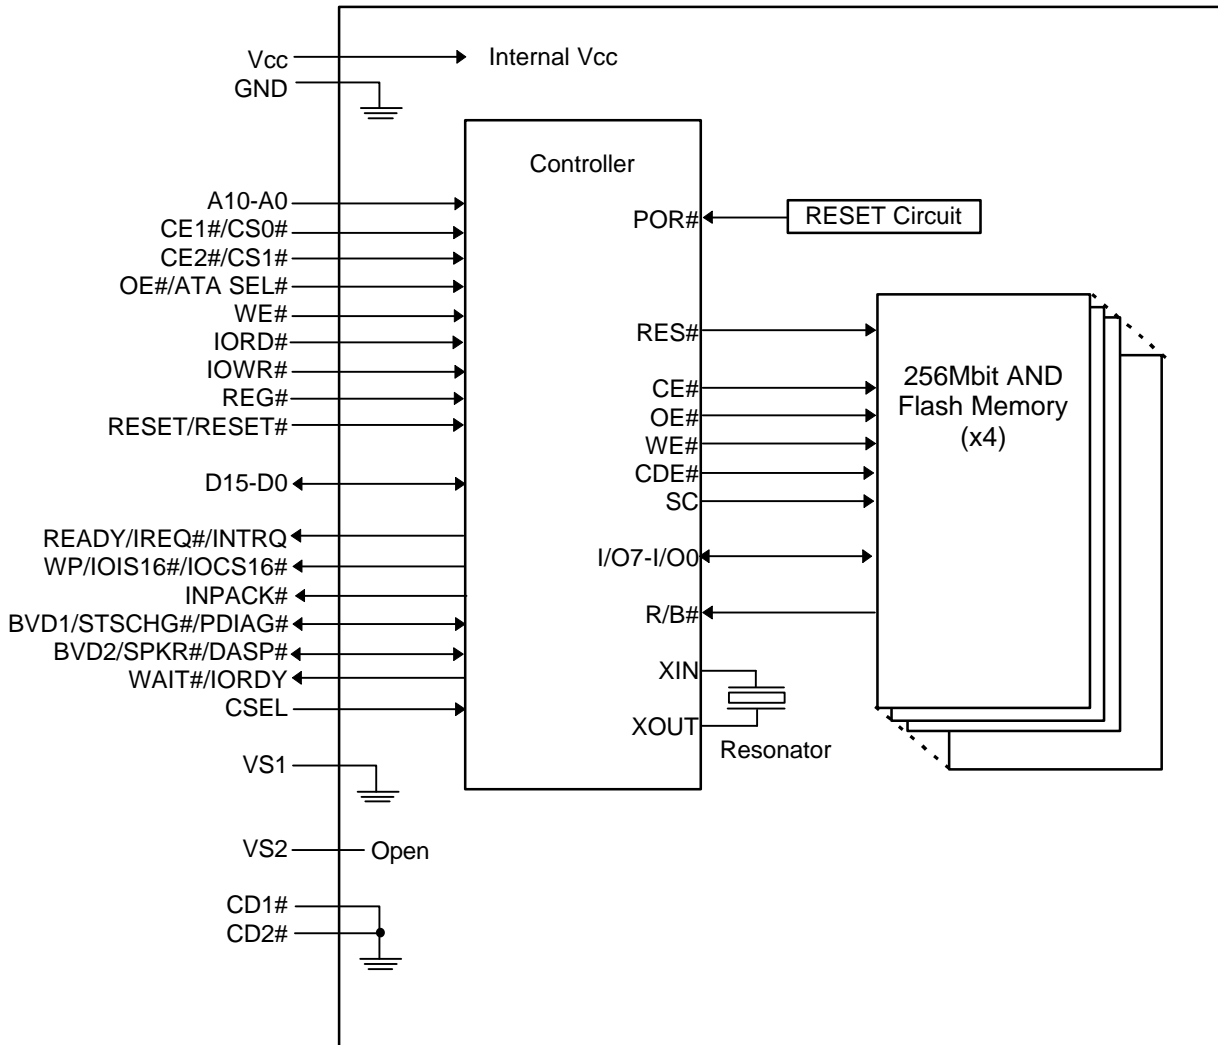 Vcc
Internal Vcc
GND
Controller
A10-A0
CE1#/CS0#
CE2#/CS1#
OE#/ATA SEL#
WE#
IORD#
IOWR#
REG#
RESET/RESET#
D15-D0
READY/IREQ#/INTRQ
WP/IOIS16#/IOCS16#
INPACK#
BVD1/STSCHG#/PDIAG#
BVD2/SPKR#/DASP#
WAIT#/IORDY
CSEL
VS1
VS2
Open
CD1#
CD2#
POR#
RESET Circuit
RES#
CE#
OE#
WE#
CDE#
SC
I/O7-I/O0
R/B#
XIN
XOUT
Resonator
256Mbit AND
Flash Memory
(x4)